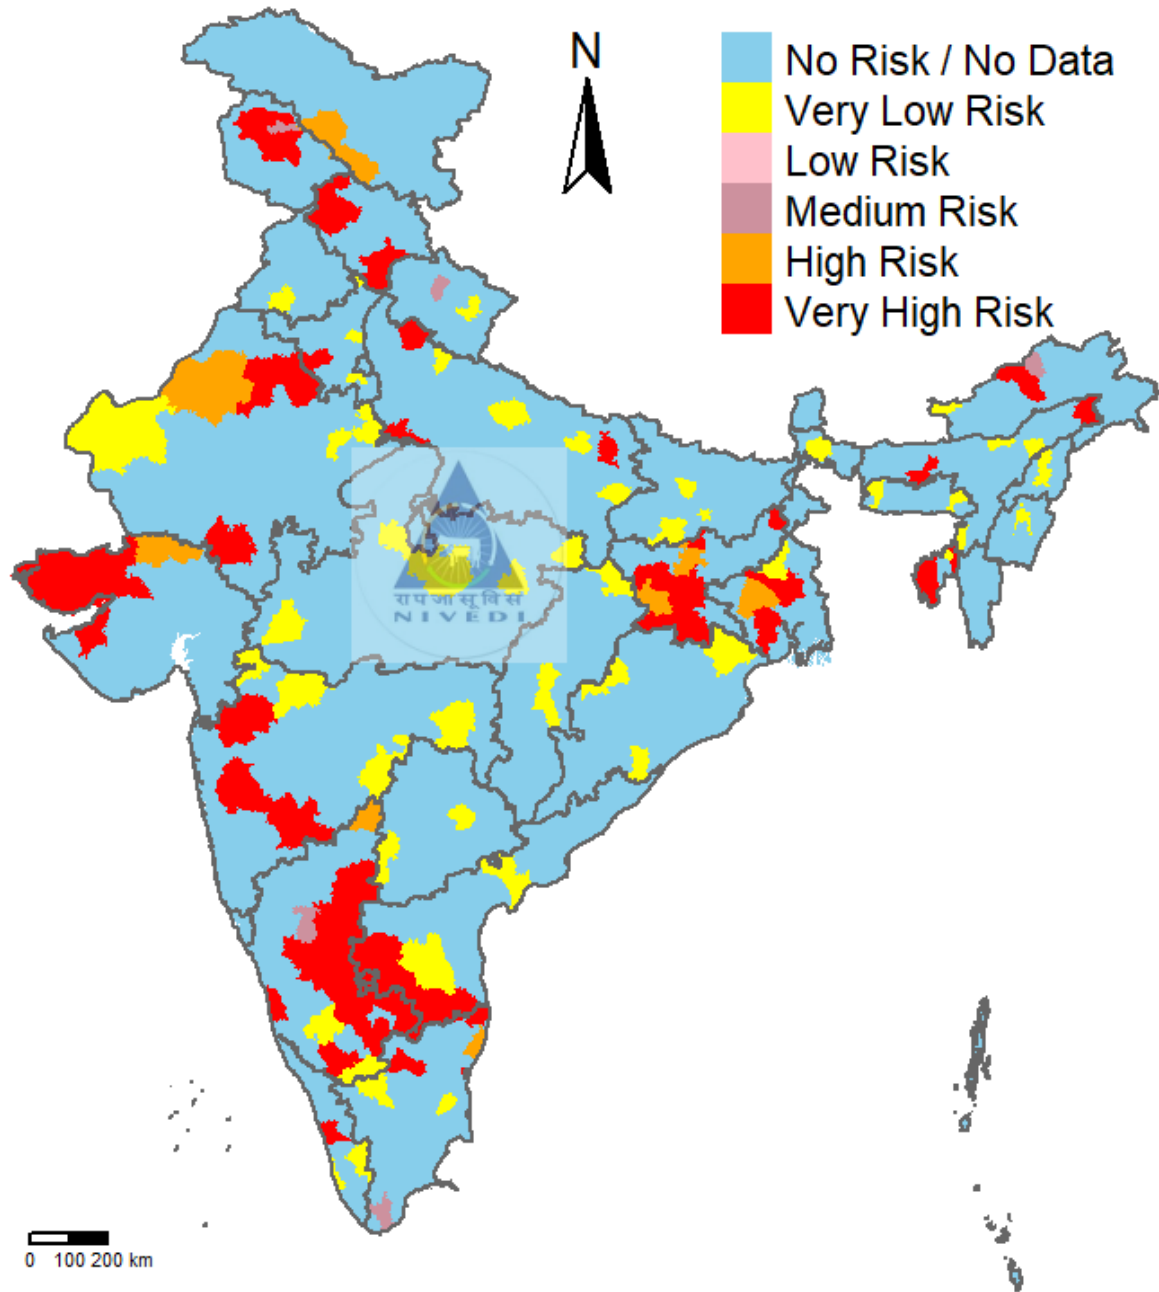 N
No Risk / No Data
Very Low Risk
Low Risk
Medium Risk
High Risk
Very High Risk
रापजासूविसं
NIVEDI
0 100 200 km